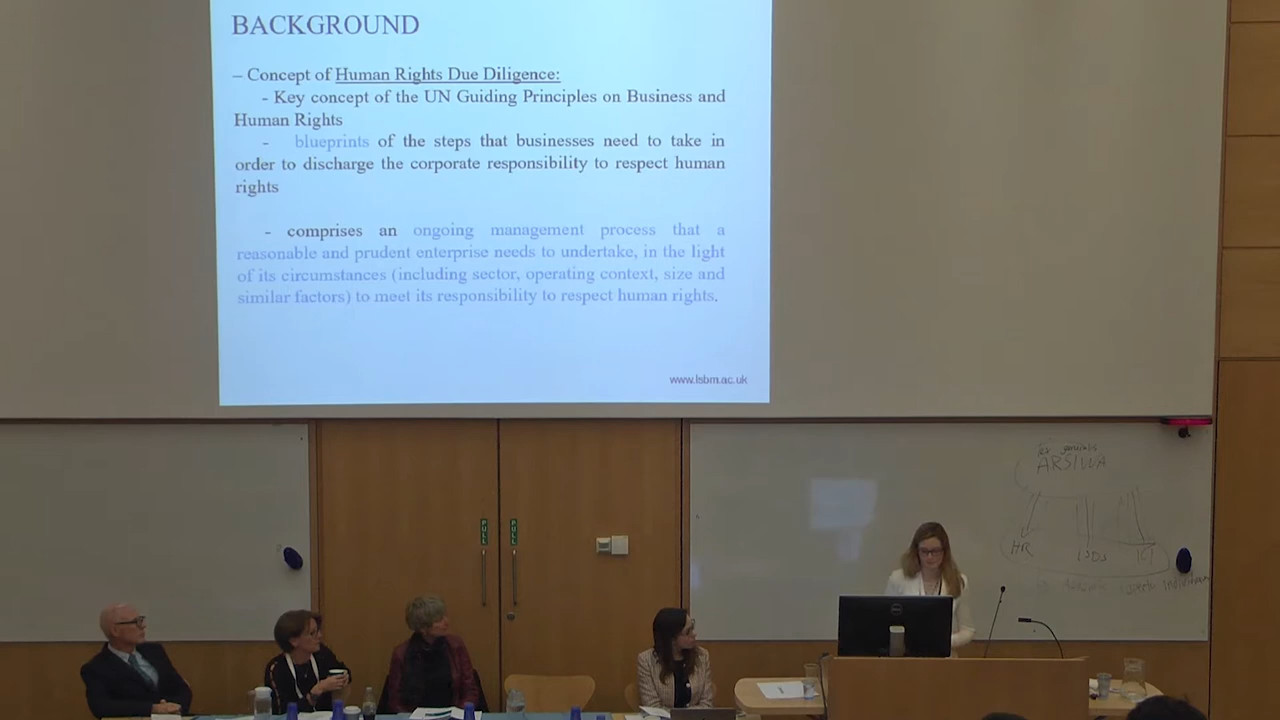 BACKGROUND
– Concept of Human Rights Due Diligence:
- Key concept of the UN Guiding Principles on Business and
Human Rights
- blueprints of the steps that businesses need to take in
order to discharge the corporate responsibility to respect human
rights
- comprises an ongoing management process that a
reasonable and prudent enterprise needs to undertake, in the light
of its circumstances (including sector, operating context, size and
similar factors) to meet its responsibility to respect human rights.
www.lsbm.ac.uk
ARSIWA
HR ISDS ICJ
PULL PULL
DELL